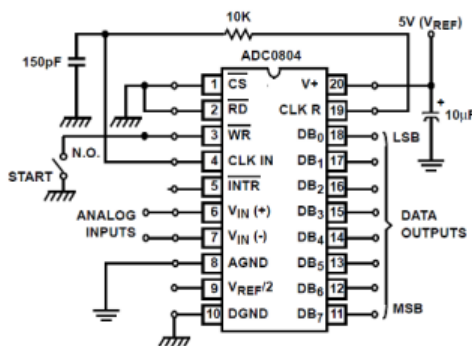 10K
5V (VREF)
150pF
ADC0804
1 CS V+ 20
2 RD CLK R 19
10µF
+
3 WR DB0 18 LSB
N.O.
4 CLK IN DB1 17
START
5 INTR DB2 16
6 VIN (+) DB3 15
ANALOG INPUTS
DATA OUTPUTS
7 VIN (-) DB4 14
8 AGND DB5 13
9 VREF/2 DB6 12
10 DGND DB7 11 MSB